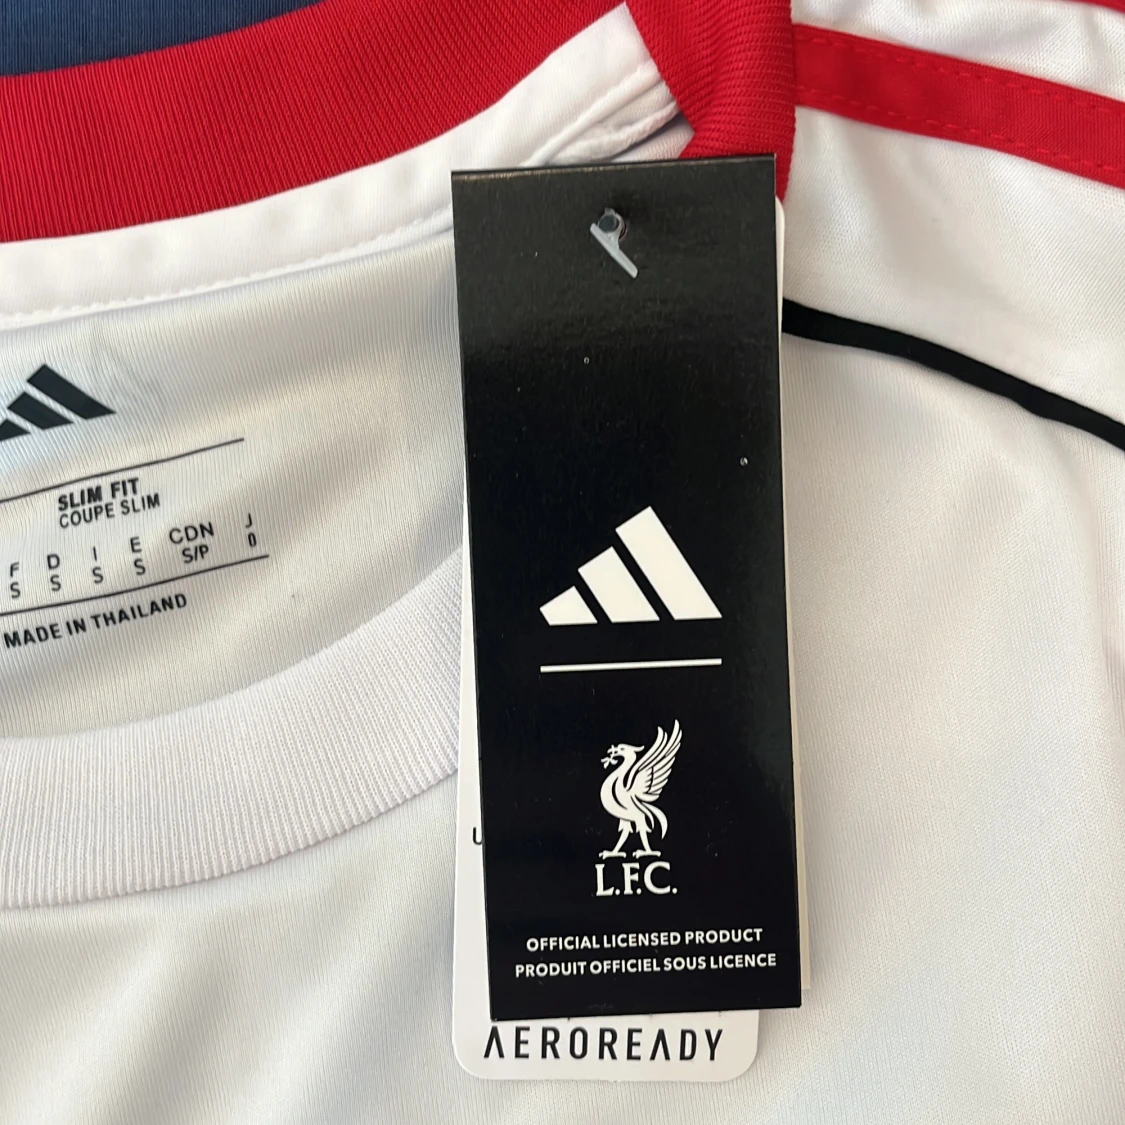 SLIM FIT
COUPE SLIM
F D I E CDN J
S S S S S/P O
MADE IN THAILAND
L.F.C.
OFFICIAL LICENSED PRODUCT
PRODUIT OFFICIEL SOUS LICENCE
AEROREADY